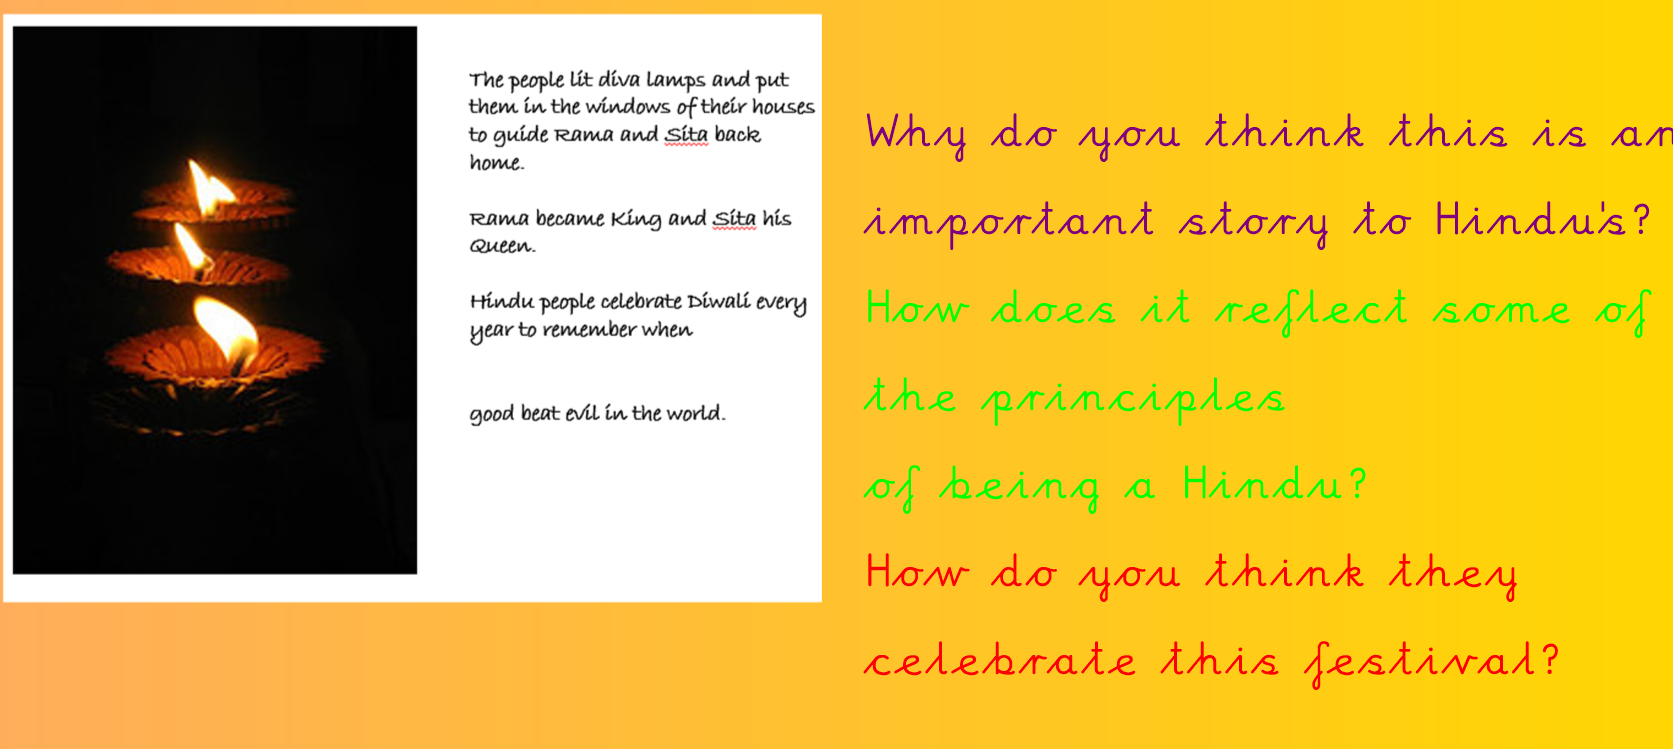 The people lit diva lamps and put
them in the windows of their houses
to guide Rama and Sita back
home.
Rama became King and Sita his
Queen.
Hindu people celebrate Diwali every
year to remember when
good beat evil in the world.
Why do you think this is an
important story to Hindu's?
How does it reflect some of
the principles
of being a Hindu?
How do you think they
celebrate this festival?